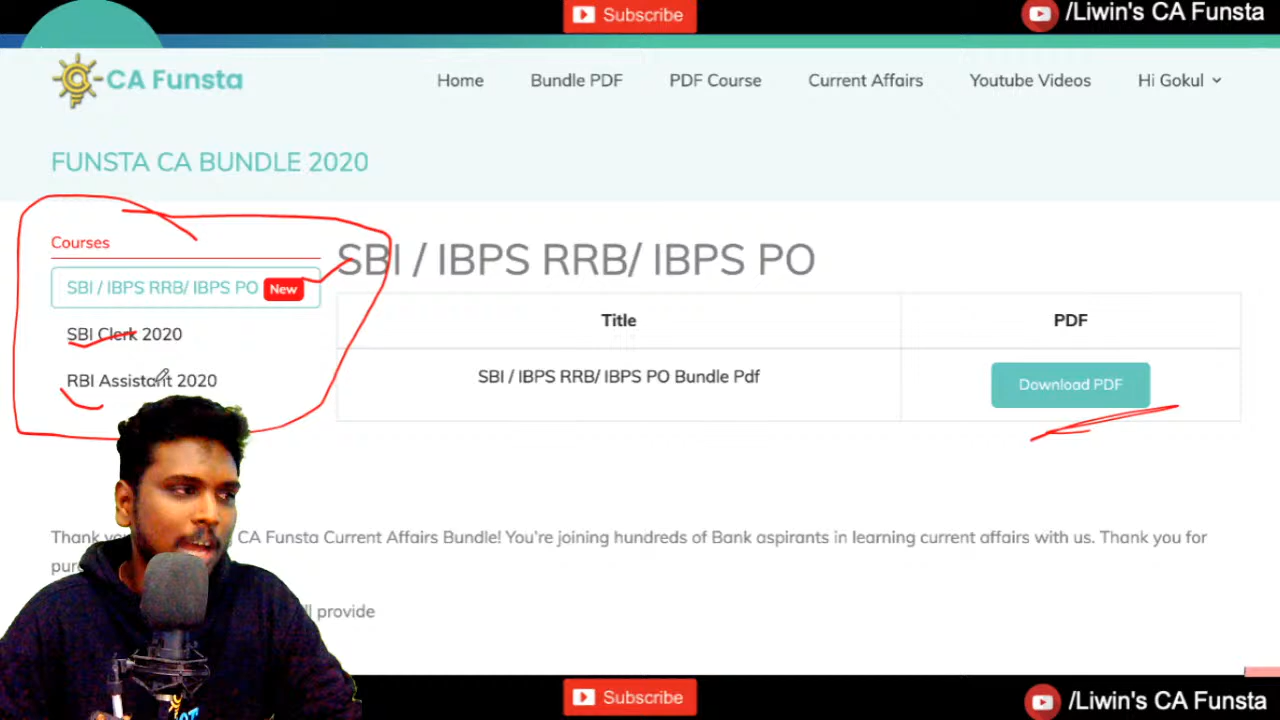 Subscribe
/Liwin's CA Funsta
CA Funsta
Home
Bundle PDF
PDF Course
Current Affairs
Youtube Videos
Hi Gokul
FUNSTA CA BUNDLE 2020
Courses
SBI / IBPS RRB/ IBPS PO New
SBI Clerk 2020
RBI Assistant 2020
SBI / IBPS RRB/ IBPS PO
Title
PDF
SBI / IBPS RRB/ IBPS PO Bundle Pdf
Download PDF
Thank CA Funsta Current Affairs Bundle! You're joining hundreds of Bank aspirants in learning current affairs with us. Thank you for
provide
Subscribe
/Liwin's CA Funsta